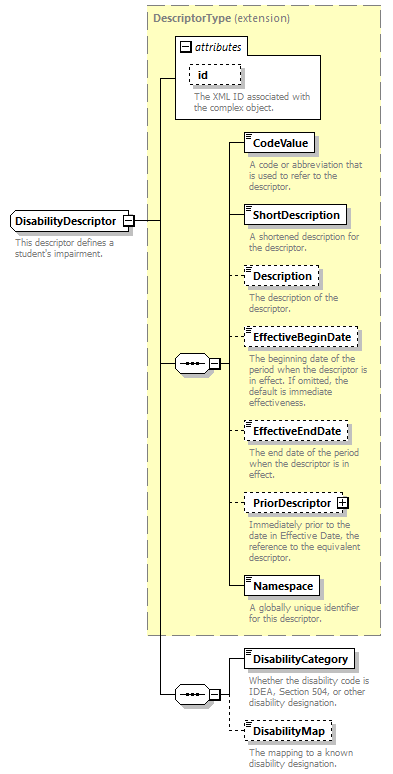 DescriptorType (extension)
attributes
id
The XML ID associated with
the complex object.
CodeValue
A code or abbreviation that
is used to refer to the
descriptor.
DisabilityDescriptor
This descriptor defines a
student's impairment.
ShortDescription
A shortened description for
the descriptor.
Description
The description of the
descriptor.
EffectiveBeginDate
The beginning date of the
period when the descriptor is
in effect. If omitted, the
default is immediate
effectiveness.
EffectiveEndDate
The end date of the period
when the descriptor is in
effect.
PriorDescriptor
Immediately prior to the
date in Effective Date, the
reference to the equivalent
descriptor.
Namespace
A globally unique identifier
for this descriptor.
DisabilityCategory
Whether the disability code is
IDEA, Section 504, or other
disability designation.
DisabilityMap
The mapping to a known
disability designation.